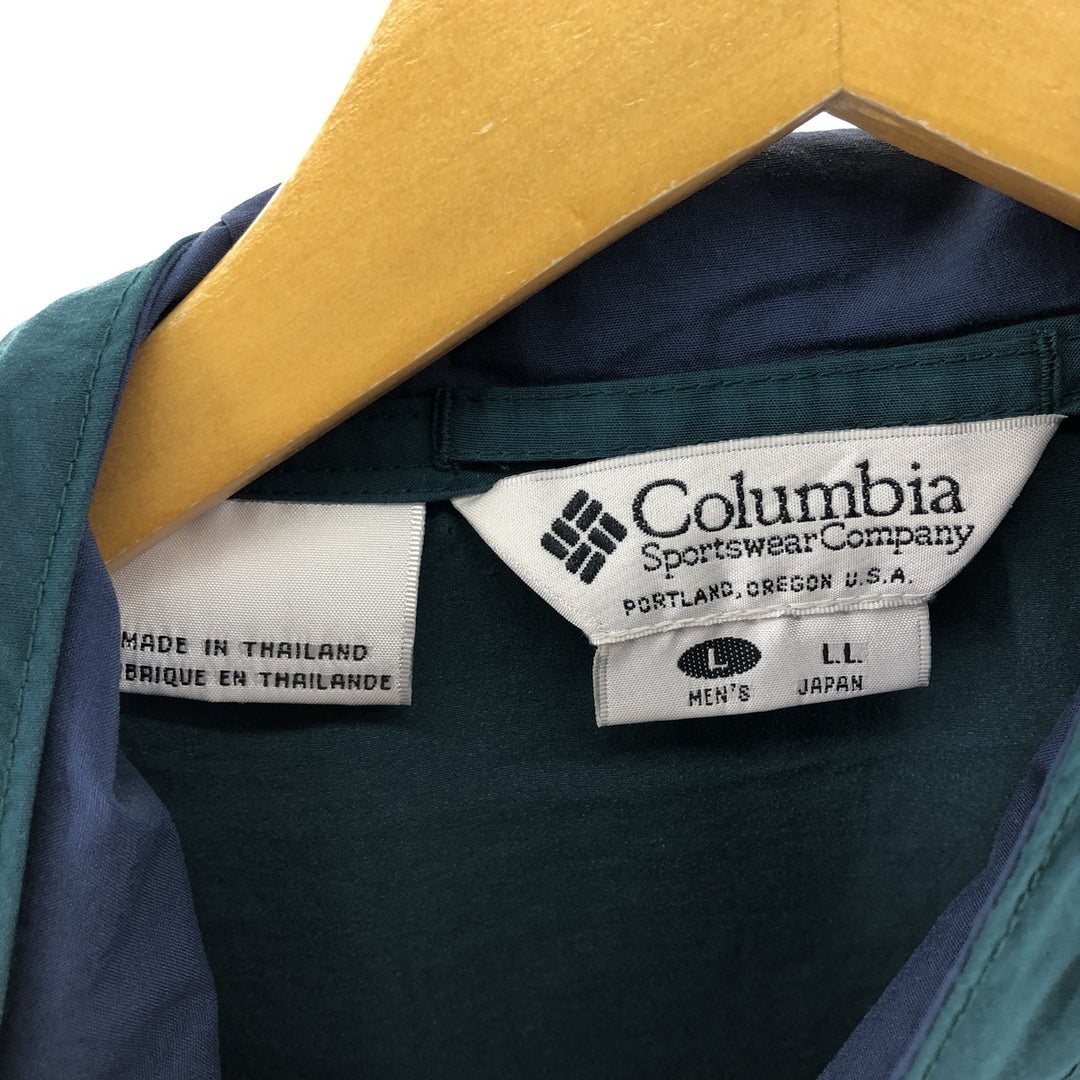 Columbia
Sportswear Company
PORTLAND, OREGON U.S.A.
L L.L.
MEN'S JAPAN
MADE IN THAILAND
BRIQUE EN THAILANDE